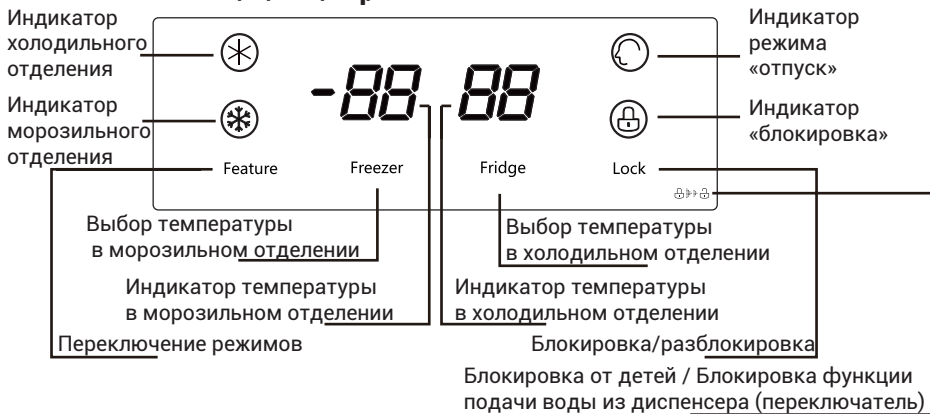 Индикатор
холодильного
отделения
Индикатор
морозильного
отделения
-88 88
Feature Freezer Fridge Lock
Индикатор
режима
«отпуск»
Индикатор
«блокировка»
Выбор температуры
в морозильном отделении
Выбор температуры
в холодильном отделении
Индикатор температуры
в морозильном отделении
Индикатор температуры
в холодильном отделении
Переключение режимов
Блокировка/разблокировка
Блокировка от детей / Блокировка функции
подачи воды из диспенсера (переключатель)